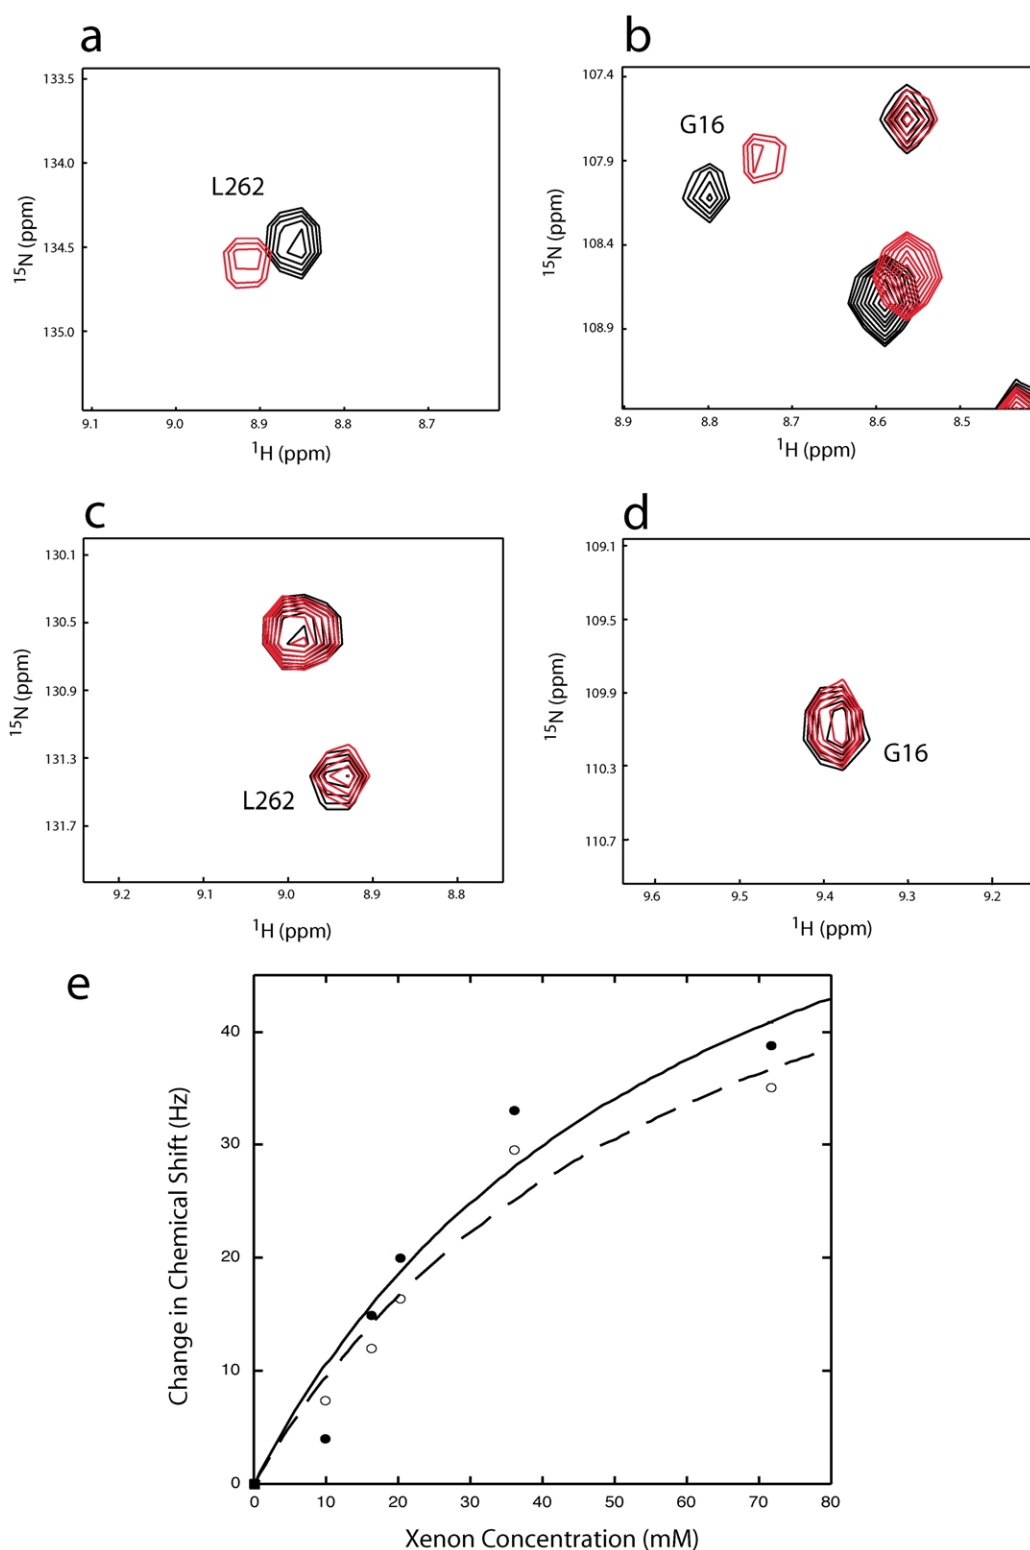 a
133.5
134.0
134.5
135.0
15N (ppm)
L262
9.1 9.0 8.9 8.8 8.7
1H (ppm)
b
107.4
107.9
108.4
108.9
15N (ppm)
G16
8.9 8.8 8.7 8.6 8.5
1H (ppm)
c
130.1
130.5
130.9
131.3
131.7
15N (ppm)
L262
9.2 9.1 9.0 8.9 8.8
1H (ppm)
d
109.1
109.5
109.9
110.3
110.7
15N (ppm)
G16
9.6 9.5 9.4 9.3 9.2
1H (ppm)
e
40
30
20
10
0
Change in Chemical Shift (Hz)
0 10 20 30 40 50 60 70 80
Xenon Concentration (mM)